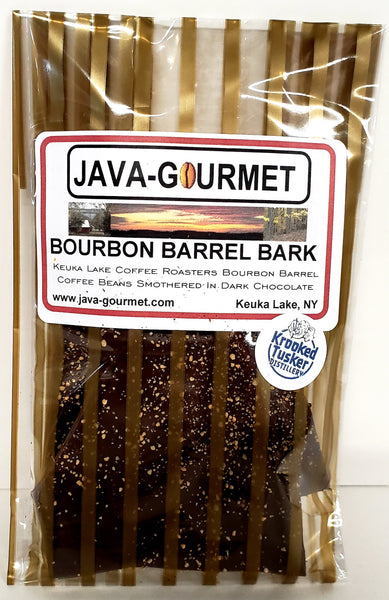 JAVA-GOURMET
BOURBON BARREL BARK
Keuka Lake Coffee Roasters Bourbon Barrel
Coffee Beans Smothered In Dark Chocolate
www.java-gourmet.com Keuka Lake, NY
Krooked
Tusker
DISTILLERY